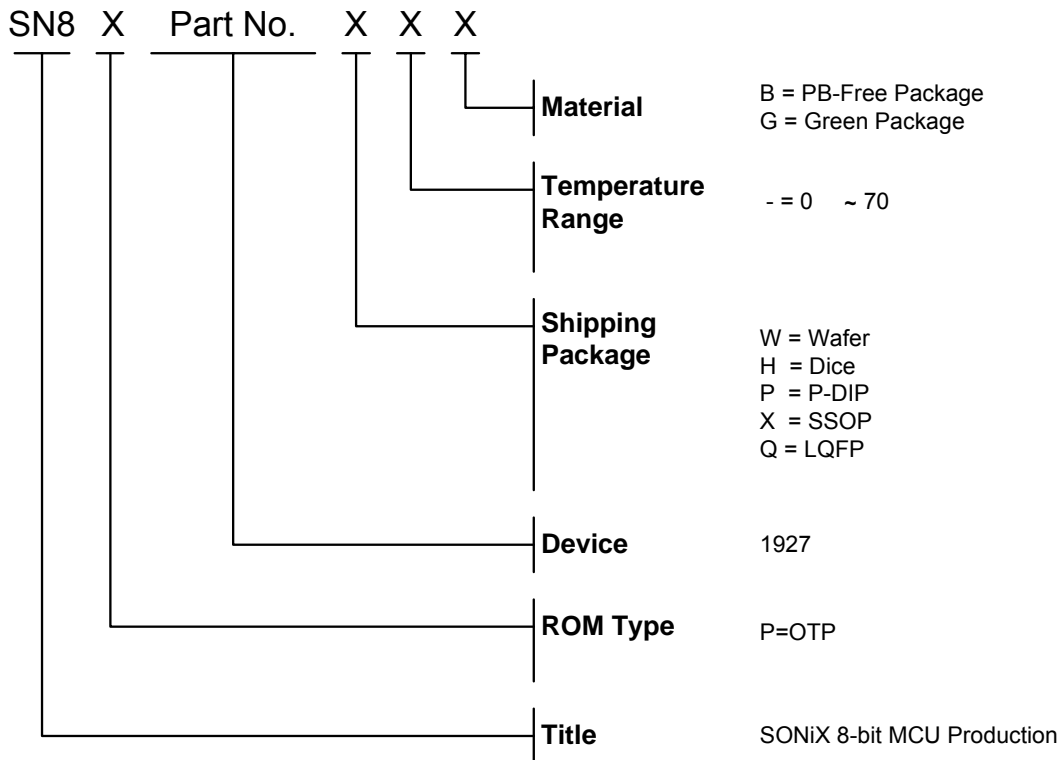 SN8 X Part No. X X X
Material
B = PB-Free Package
G = Green Package
Temperature
Range
- = 0 ~ 70
Shipping
Package
W = Wafer
H = Dice
P = P-DIP
X = SSOP
Q = LQFP
Device
1927
ROM Type
P=OTP
Title
SONiX 8-bit MCU Production